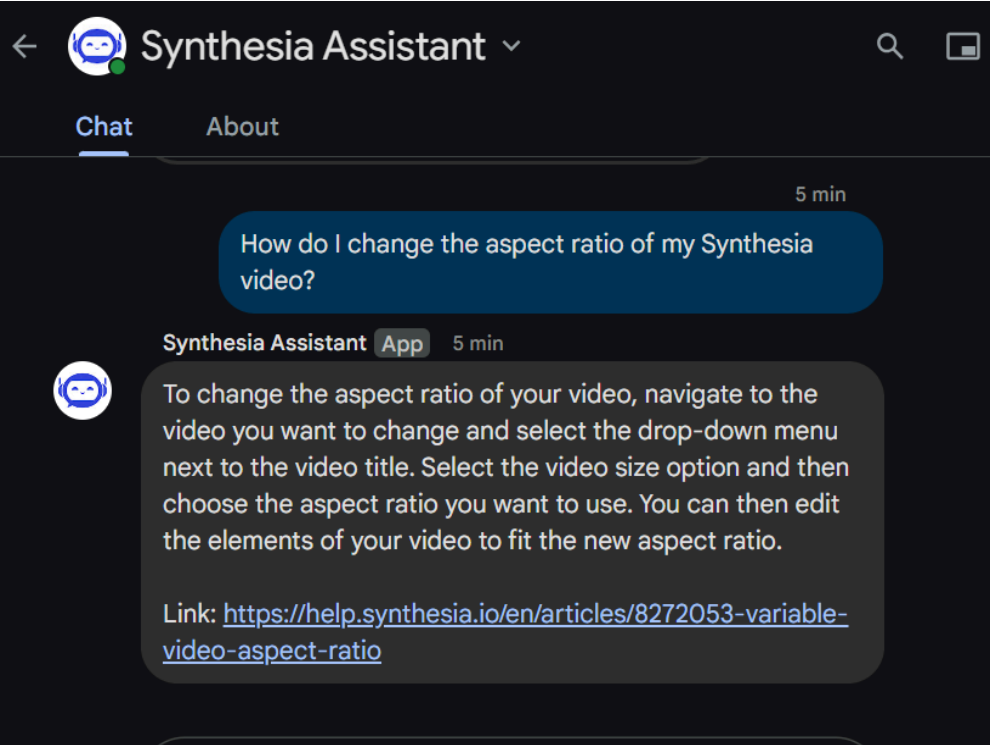 Synthesia Assistant
Chat About
5 min
How do I change the aspect ratio of my Synthesia
video?
Synthesia Assistant App 5 min
To change the aspect ratio of your video, navigate to the
video you want to change and select the drop-down menu
next to the video title. Select the video size option and then
choose the aspect ratio you want to use. You can then edit
the elements of your video to fit the new aspect ratio.
Link: https://help.synthesia.io/en/articles/8272053-variable-
video-aspect-ratio